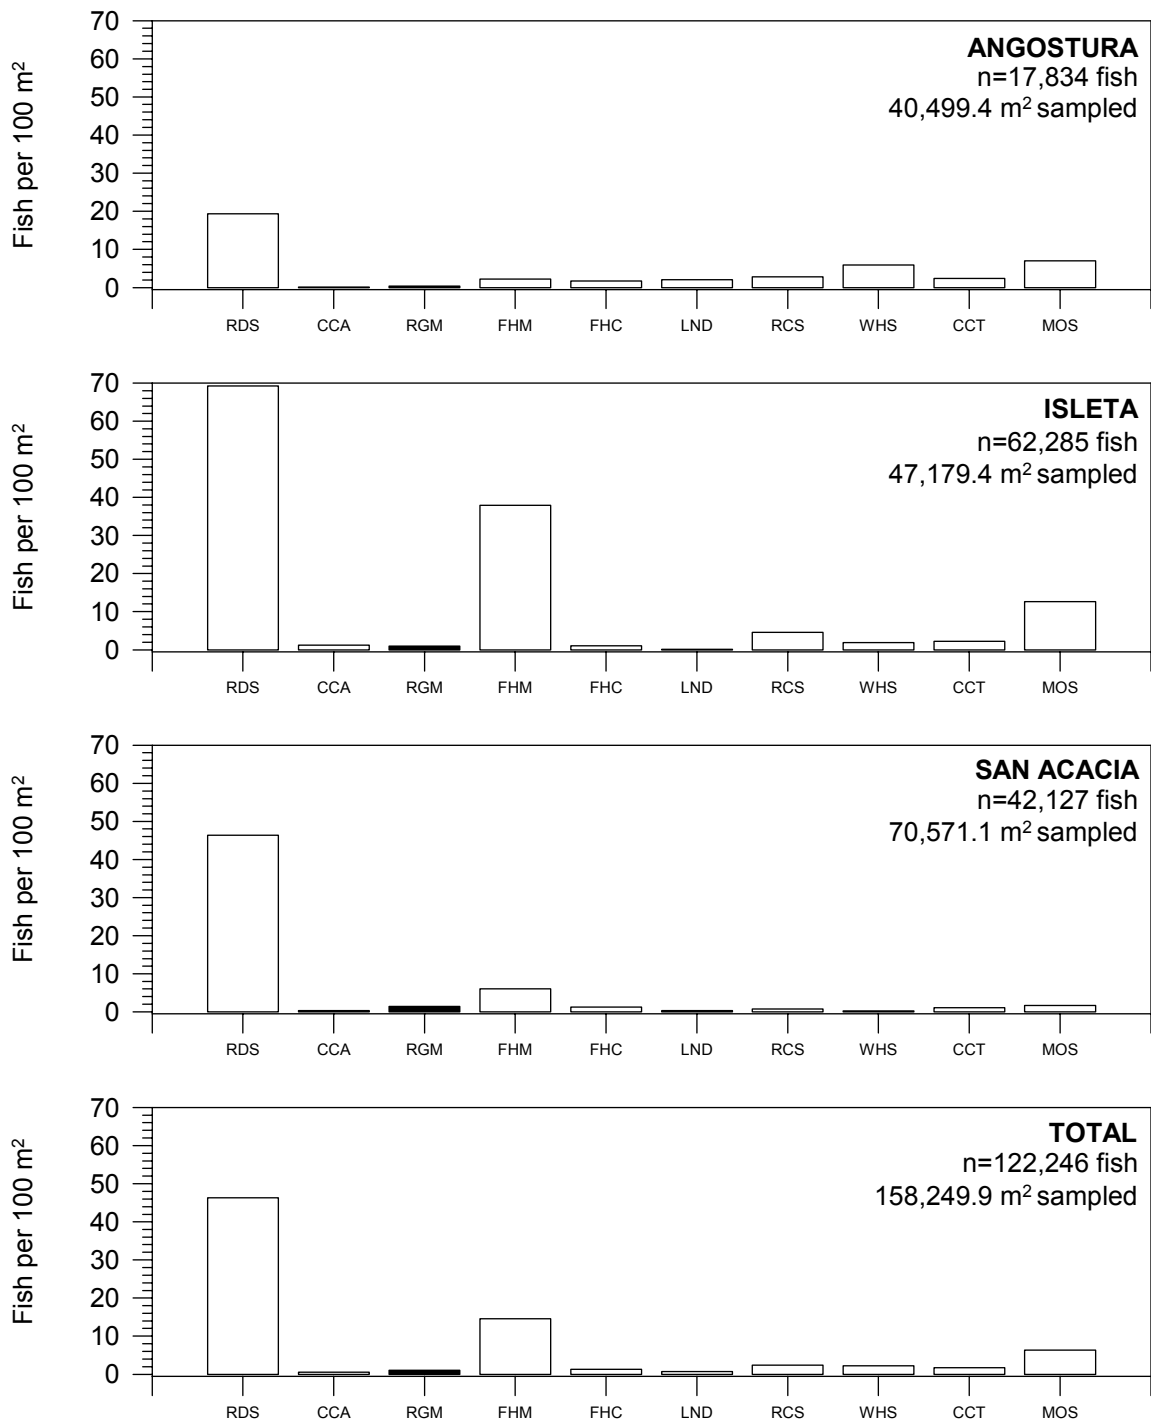 Fish per 100 m²
70
60
50
40
30
20
10
0
ANGOSTURA
n=17,834 fish
40,499.4 m² sampled
RDS CCA RGM FHM FHC LND RCS WHS CCT MOS
Fish per 100 m²
70
60
50
40
30
20
10
0
ISLETA
n=62,285 fish
47,179.4 m² sampled
RDS CCA RGM FHM FHC LND RCS WHS CCT MOS
Fish per 100 m²
70
60
50
40
30
20
10
0
SAN ACACIA
n=42,127 fish
70,571.1 m² sampled
RDS CCA RGM FHM FHC LND RCS WHS CCT MOS
Fish per 100 m²
70
60
50
40
30
20
10
0
TOTAL
n=122,246 fish
158,249.9 m² sampled
RDS CCA RGM FHM FHC LND RCS WHS CCT MOS